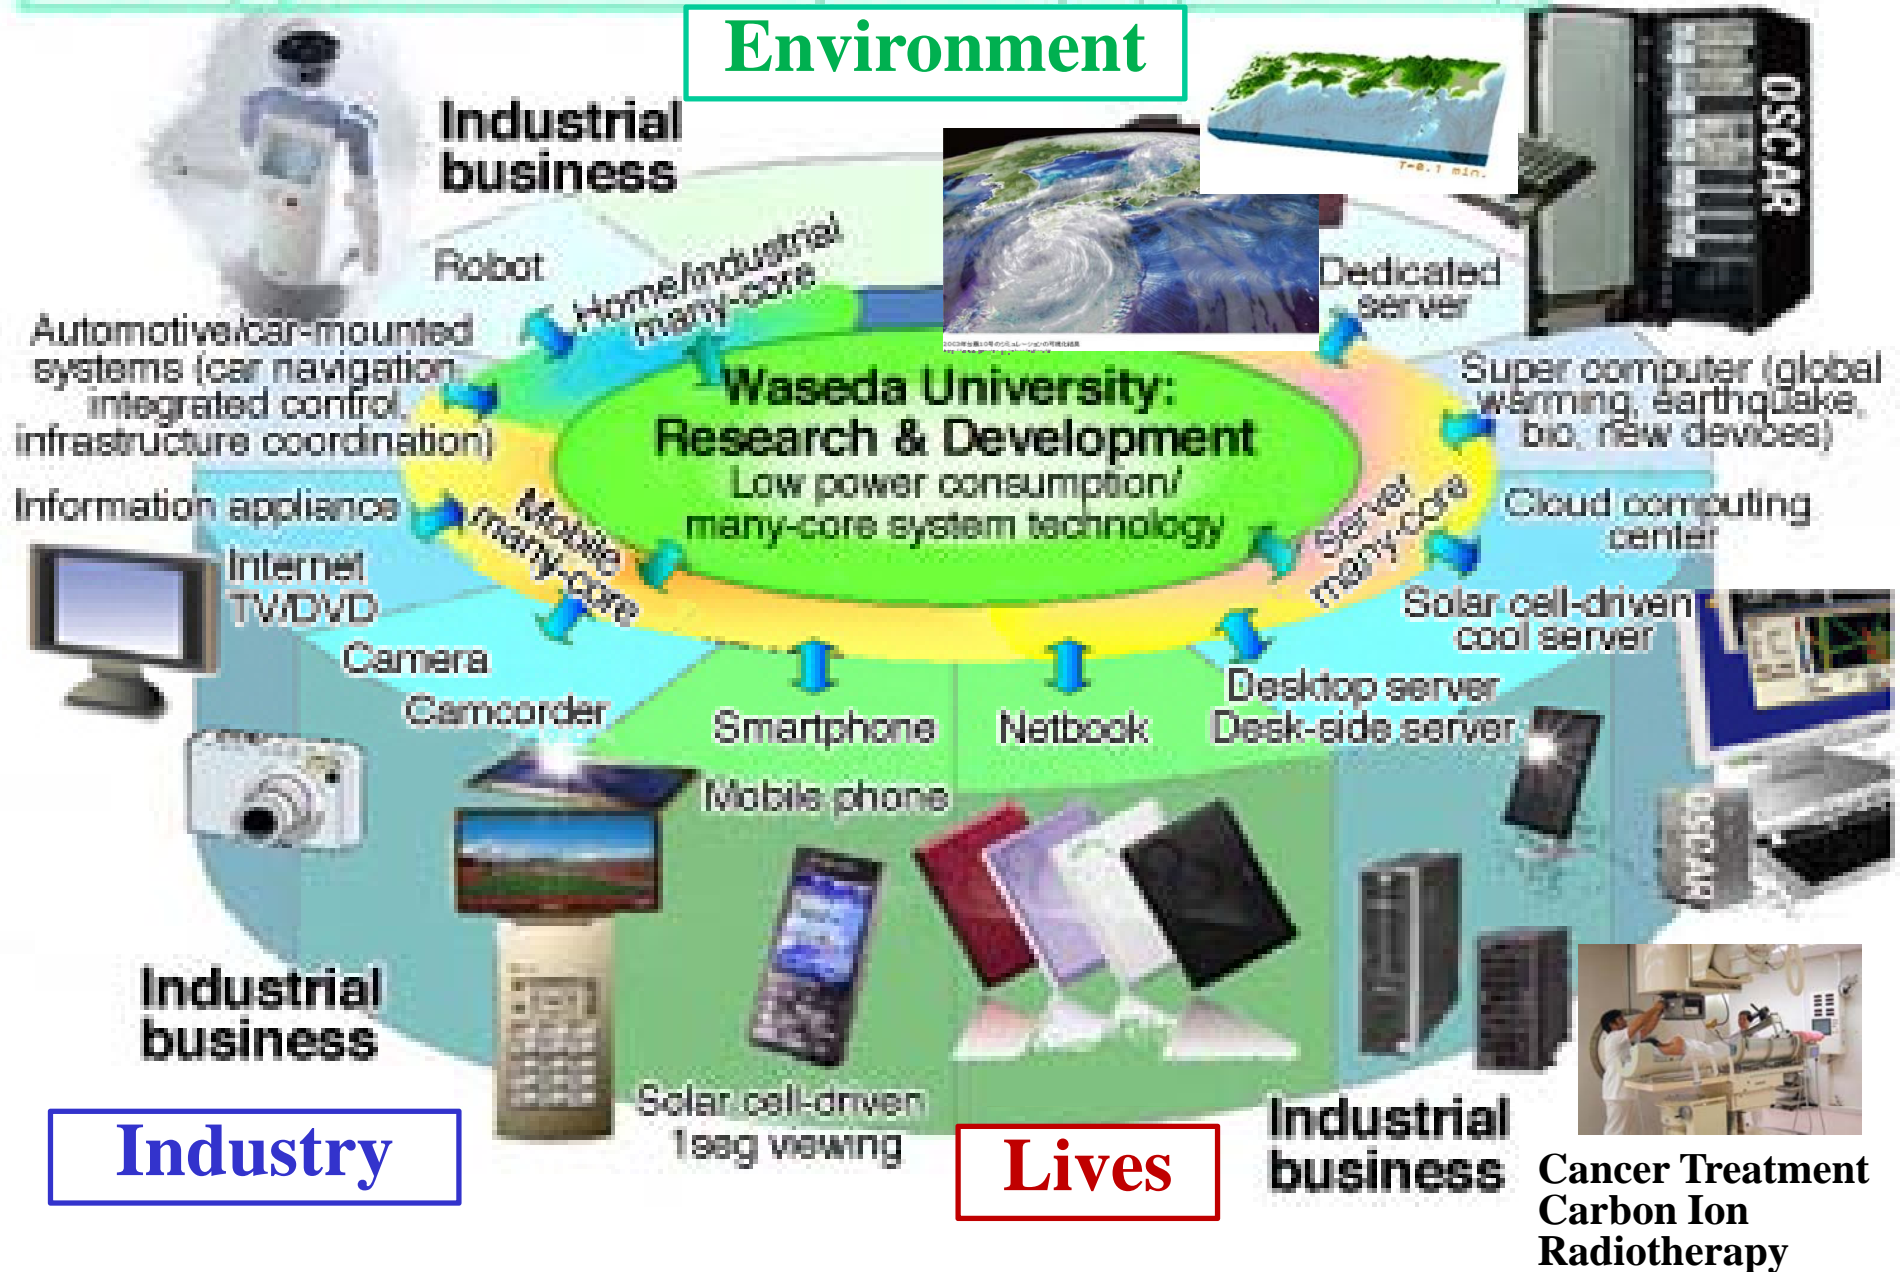 Environment
Industrial
business
T=0.1 min.
OSCAR
Robot
Home/industrial
many-core
Dedicated
server
Automotive/car-mounted
systems (car navigation,
integrated control,
infrastructure coordination)
Waseda University:
Research & Development
Low power consumption/
many-core system technology
Super computer (global
warming, earthquake,
bio, new devices)
Information appliance
Mobile
many-core
Server
many-core
Cloud computing
center
Internet
TV/DVD
Solar cell-driven
cool server
Camera
Camcorder
Smartphone
Netbook
Desktop server
Desk-side server
Mobile phone
OSCAR
Industrial
business
Solar cell-driven
1seg viewing
Industrial
business
Industry
Lives
Cancer Treatment
Carbon Ion
Radiotherapy